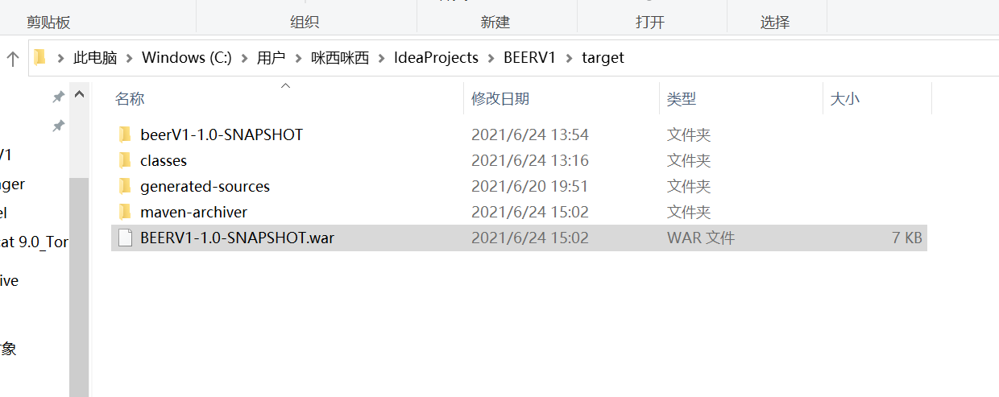 剪贴板 组织 新建 打开 选择
此电脑 Windows (C:) 用户 咪西咪西 IdeaProjects BEERV1 target
名称 修改日期 类型 大小
beerV1-1.0-SNAPSHOT 2021/6/24 13:54 文件夹
V1 classes 2021/6/24 13:16 文件夹
ager generated-sources 2021/6/20 19:51 文件夹
el maven-archiver 2021/6/24 15:02 文件夹
cat 9.0_Tor BEERV1-1.0-SNAPSHOT.war 2021/6/24 15:02 WAR 文件 7 KB
ive
象